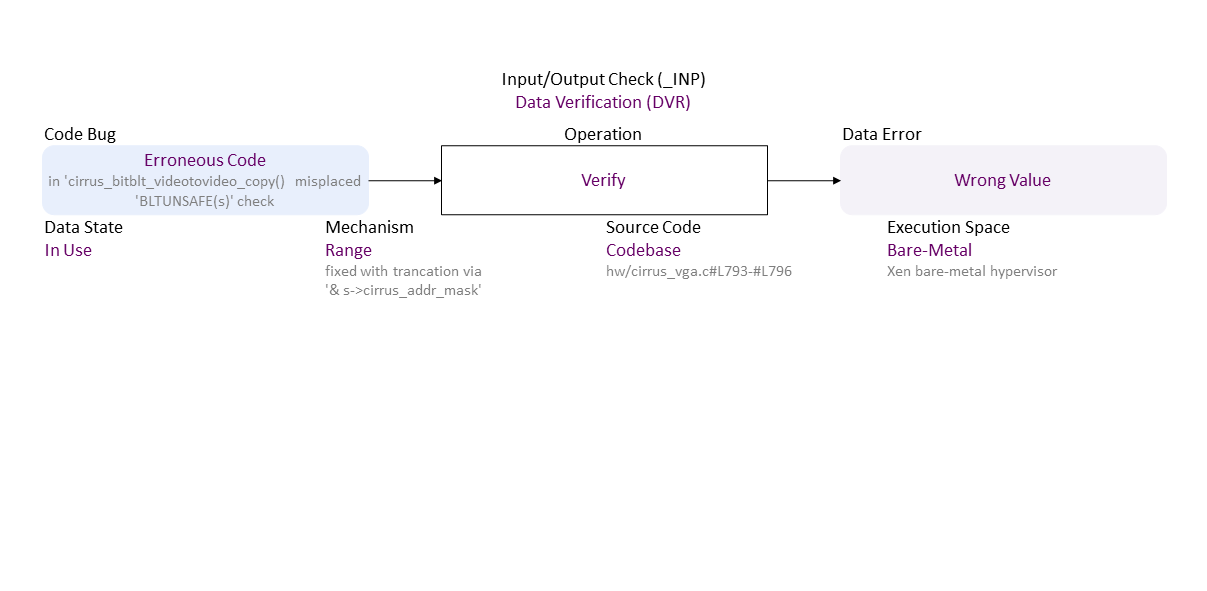 Input/Output Check (_INP)
Data Verification (DVR)
Code Bug
Operation
Data Error
Erroneous Code
in 'cirrus_bitblt_videotovideo_copy() misplaced
'BLTUNSAFE(s)' check
Verify
Wrong Value
Data State
In Use
Mechanism
Range
fixed with trancation via
'& s->cirrus_addr_mask'
Source Code
Codebase
hw/cirrus_vga.c#L793-#L796
Execution Space
Bare-Metal
Xen bare-metal hypervisor